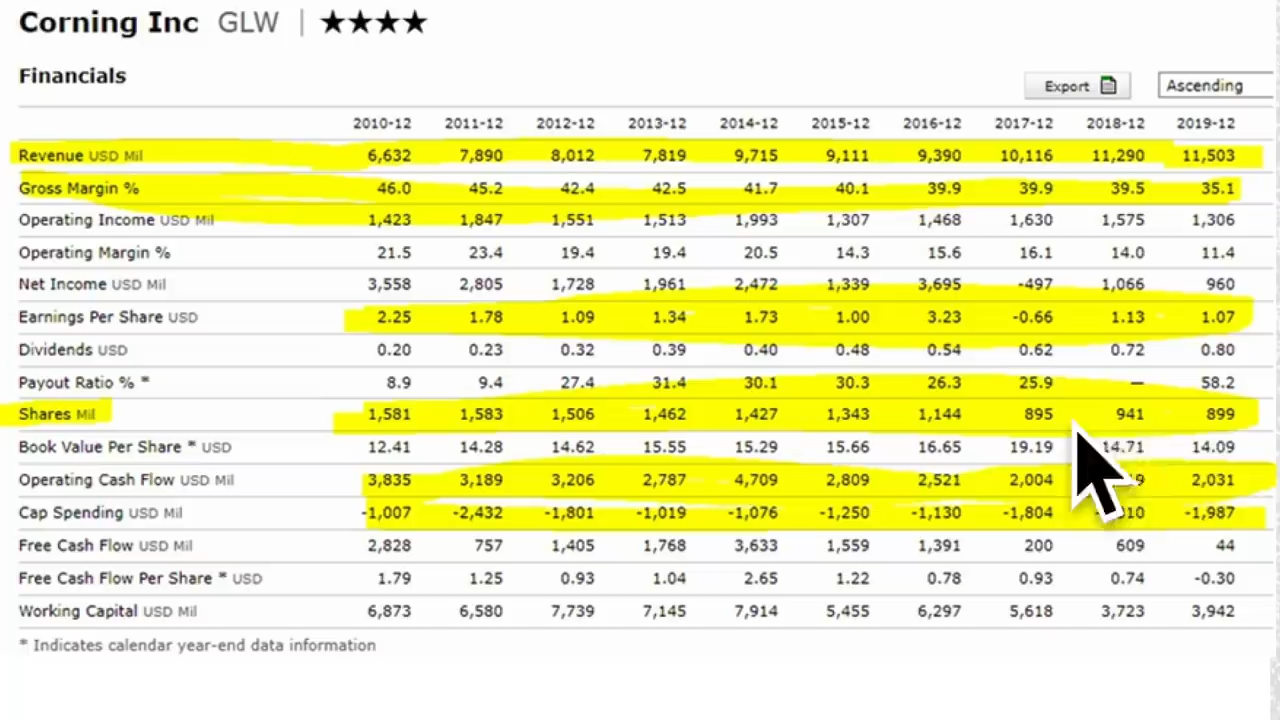 Corning Inc GLW | ★★★★
Financials
Export Ascending
2010-12 2011-12 2012-12 2013-12 2014-12 2015-12 2016-12 2017-12 2018-12 2019-12
Revenue USD Mil 6,632 7,890 8,012 7,819 9,715 9,111 9,390 10,116 11,290 11,503
Gross Margin % 46.0 45.2 42.4 42.5 41.7 40.1 39.9 39.9 39.5 35.1
Operating Income USD Mil 1,423 1,847 1,551 1,513 1,993 1,307 1,468 1,630 1,575 1,306
Operating Margin % 21.5 23.4 19.4 19.4 20.5 14.3 15.6 16.1 14.0 11.4
Net Income USD Mil 3,558 2,805 1,728 1,961 2,472 1,339 3,695 -497 1,066 960
Earnings Per Share USD 2.25 1.78 1.09 1.34 1.73 1.00 3.23 -0.66 1.13 1.07
Dividends USD 0.20 0.23 0.32 0.39 0.40 0.48 0.54 0.62 0.72 0.80
Payout Ratio % * 8.9 9.4 27.4 31.4 30.1 30.3 26.3 25.9 — 58.2
Shares Mil 1,581 1,583 1,506 1,462 1,427 1,343 1,144 895 941 899
Book Value Per Share * USD 12.41 14.28 14.62 15.55 15.29 15.66 16.65 19.19 14.71 14.09
Operating Cash Flow USD Mil 3,835 3,189 3,206 2,787 4,709 2,809 2,521 2,004 2,031
Cap Spending USD Mil -1,007 -2,432 -1,801 -1,019 -1,076 -1,250 -1,130 -1,804 -1,987
Free Cash Flow USD Mil 2,828 757 1,405 1,768 3,633 1,559 1,391 200 609 44
Free Cash Flow Per Share * USD 1.79 1.25 0.93 1.04 2.65 1.22 0.78 0.93 0.74 -0.30
Working Capital USD Mil 6,873 6,580 7,739 7,145 7,914 5,455 6,297 5,618 3,723 3,942
* Indicates calendar year-end data information